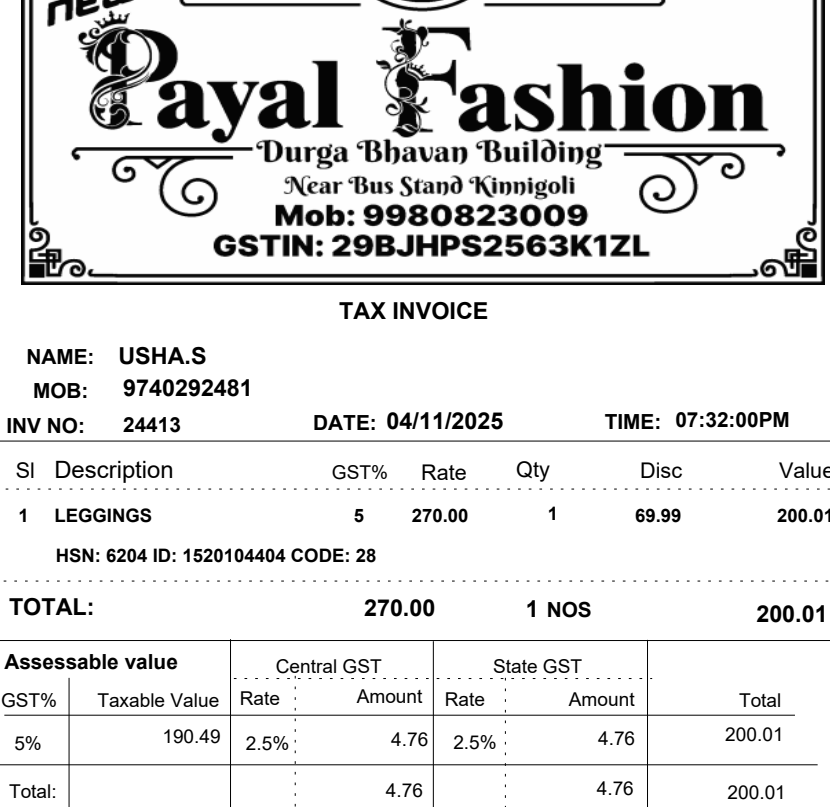 Payal Fashion
Durga Bhavan Building
Near Bus Stand Kinnigoli
Mob: 9980823009
GSTIN: 29BJHPS2563K1ZL
TAX INVOICE
NAME: USHA.S
MOB: 9740292481
INV NO: 24413 DATE: 04/11/2025 TIME: 07:32:00PM
Sl Description GST% Rate Qty Disc Value
1 LEGGINGS 5 270.00 1 69.99 200.01
HSN: 6204 ID: 1520104404 CODE: 28
TOTAL: 270.00 1 NOS 200.01
Assessable value Central GST State GST
GST% Taxable Value Rate Amount Rate Amount Total
5% 190.49 2.5% 4.76 2.5% 4.76 200.01
Total: 4.76 4.76 200.01